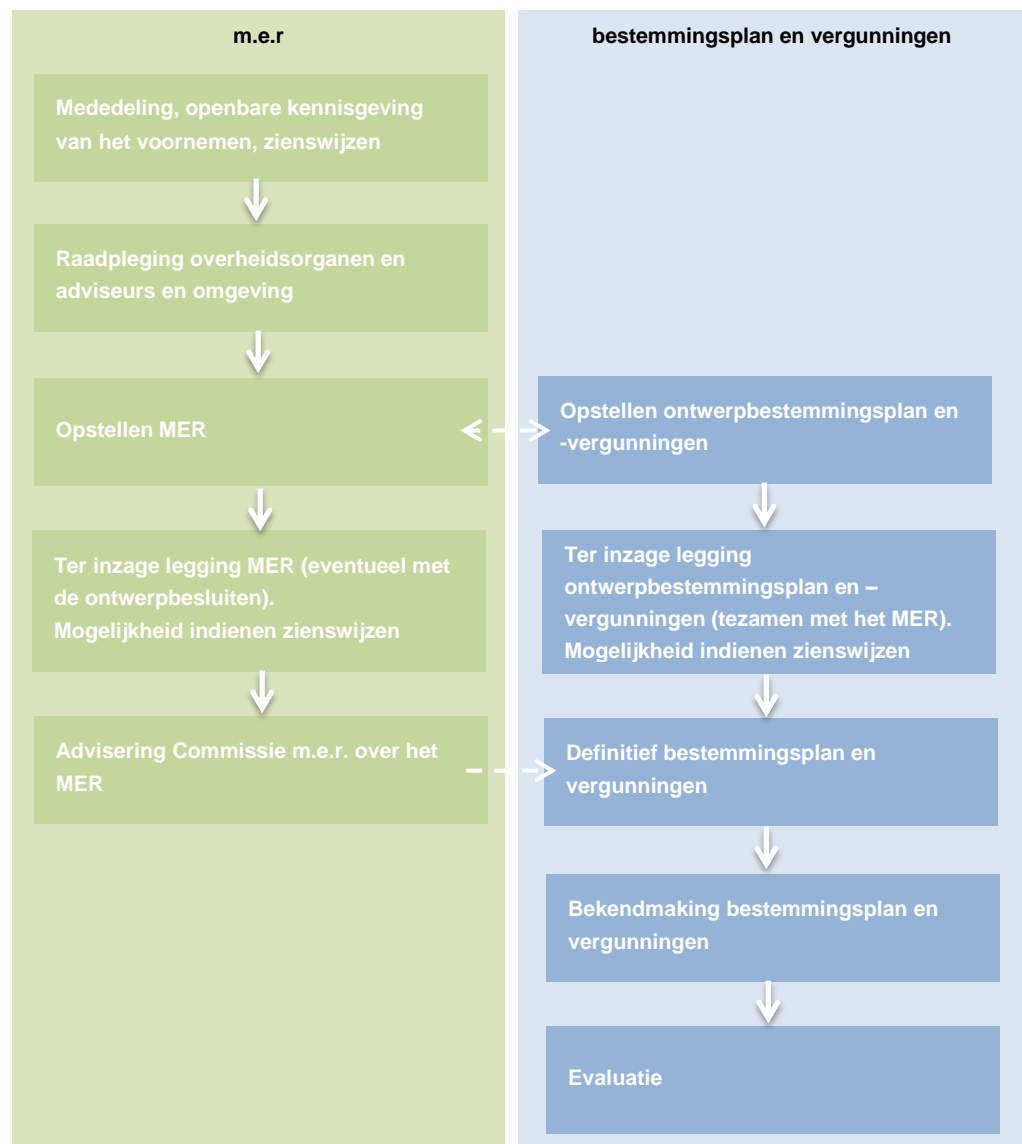 m.e.r
Mededeling, openbare kennisgeving
van het voornemen, zienswijzen
Raadpleging overheidsorganen en
adviseurs en omgeving
Opstellen MER
Ter inzage legging MER (eventueel met
de ontwerpbesluiten).
Mogelijkheid indienen zienswijzen
Advisering Commissie m.e.r. over het
MER
bestemmingsplan en vergunningen
Opstellen ontwerpbestemmingsplan en
-vergunningen
Ter inzage legging
ontwerpbestemmingsplan en –
vergunningen (tezamen met het MER).
Mogelijkheid indienen zienswijzen
Definitief bestemmingsplan en
vergunningen
Bekendmaking bestemmingsplan en
vergunningen
Evaluatie